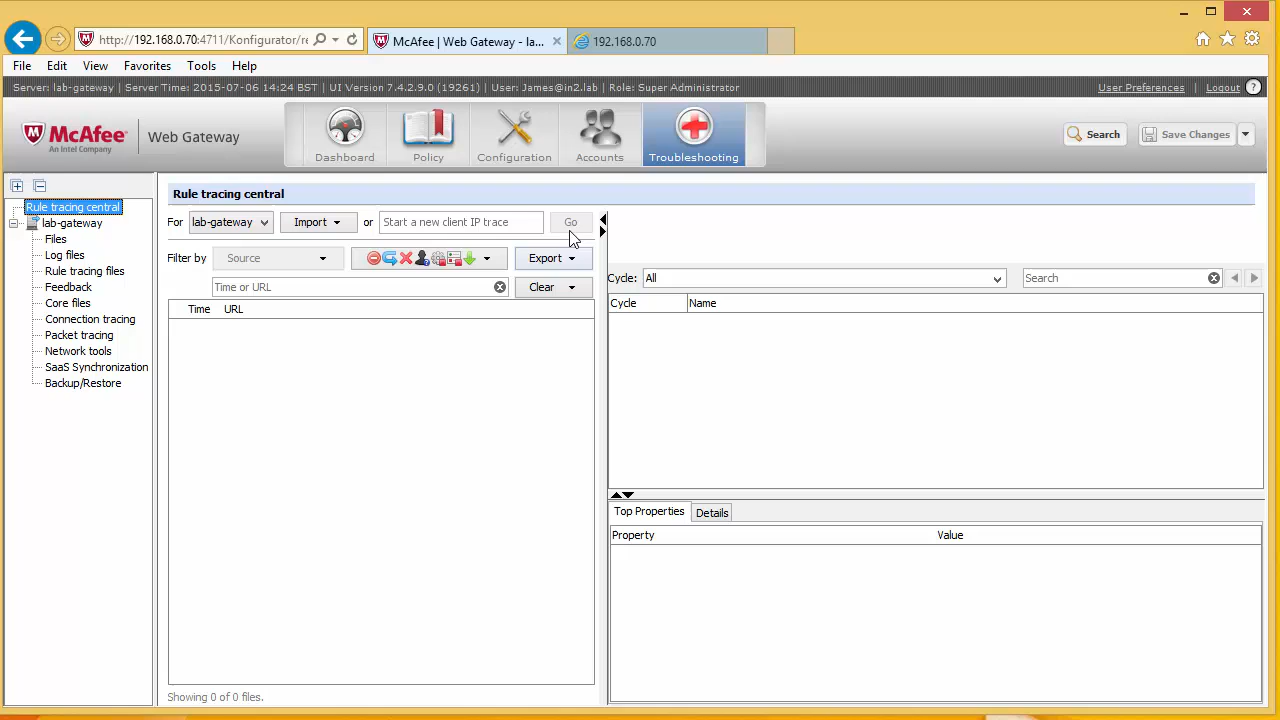 http://192.168.0.70:4711/Konfigurator/re
McAfee | Web Gateway - la...
192.168.0.70
File Edit View Favorites Tools Help
Server: lab-gateway | Server Time: 2015-07-06 14:24 BST | UI Version 7.4.2.9.0 (19261) | User: James@in2.lab | Role: Super Administrator
User Preferences Logout ?
McAfee
An Intel Company
Web Gateway
Dashboard Policy Configuration Accounts Troubleshooting
Search Save Changes
Rule tracing central
lab-gateway
Files
Log files
Rule tracing files
Feedback
Core files
Connection tracing
Packet tracing
Network tools
SaaS Synchronization
Backup/Restore
Rule tracing central
For lab-gateway Import or Start a new client IP trace Go
Filter by Source Export
Time or URL Clear
Time URL
Showing 0 of 0 files.
Cycle: All Search
Cycle Name
Top Properties Details
Property Value